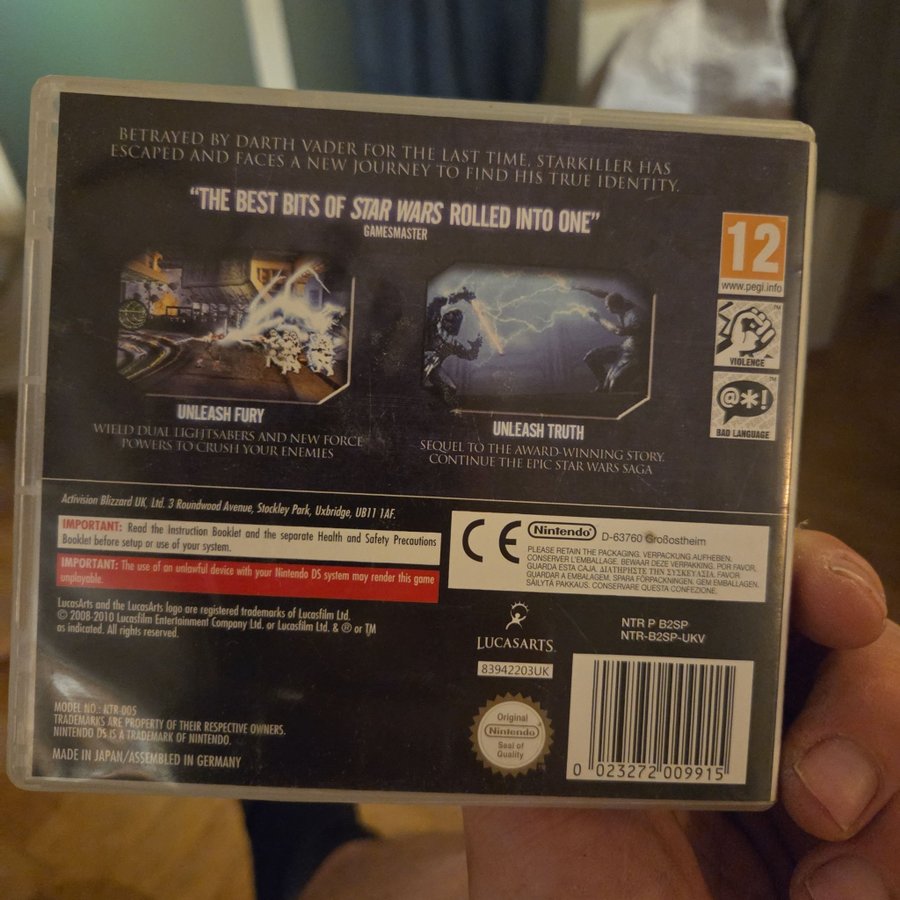 BETRAYED BY DARTH VADER FOR THE LAST TIME, STARKILLER HAS
ESCAPED AND FACES A NEW JOURNEY TO FIND HIS TRUE IDENTITY.
"THE BEST BITS OF STAR WARS ROLLED INTO ONE"
GAMESMASTER
12
www.pegi.info
VIOLENCE
@*!
BAD LANGUAGE
UNLEASH FURY
WIELD DUAL LIGHTSABERS AND NEW FORCE
POWERS TO CRUSH YOUR ENEMIES
UNLEASH TRUTH
SEQUEL TO THE AWARD-WINNING STORY.
CONTINUE THE EPIC STAR WARS SAGA
Activision Blizzard UK, Ltd. 3 Roundwood Avenue, Stockley Park, Uxbridge, UB11 1AF.
IMPORTANT: Read the Instruction Booklet and the separate Health and Safety Precautions
Booklet before setup or use of your system.
IMPORTANT: The use of an unlawful device with your Nintendo DS system may render this game
unplayable.
LucasArts and the LucasArts logo are registered trademarks of Lucasfilm Ltd.
© 2008-2010 Lucasfilm Entertainment Company Ltd. or Lucasfilm Ltd. & ® or TM
as indicated. All rights reserved.
MODEL NO.: KTR-005
TRADEMARKS ARE PROPERTY OF THEIR RESPECTIVE OWNERS.
NINTENDO DS IS A TRADEMARK OF NINTENDO.
MADE IN JAPAN/ASSEMBLED IN GERMANY
CE Nintendo® D-63760 Großostheim
PLEASE RETAIN THE PACKAGING. VERPACKUNG AUFHEBEN.
CONSERVER L'EMBALLAGE. BEWAAR DEZE VERPAKKING. POR FAVOR,
GUARDA ESTA CAJA. ΔΙΑΤΗΡΗΣΤΕ ΤΗΝ ΣΥΣΚΕΥΑΣΙΑ. FAVOR
GUARDAR A EMBALAGEM. SPARA FÖRPACKNINGEN. GEM EMBALLAGEN.
SÄILYTÄ PAKKAUS. CONSERVARE QUESTA CONFEZIONE.
LUCASARTS
83942203UK
NTR P B2SP
NTR-B2SP-UKV
Original
Nintendo
Seal of
Quality
0 023272 009915